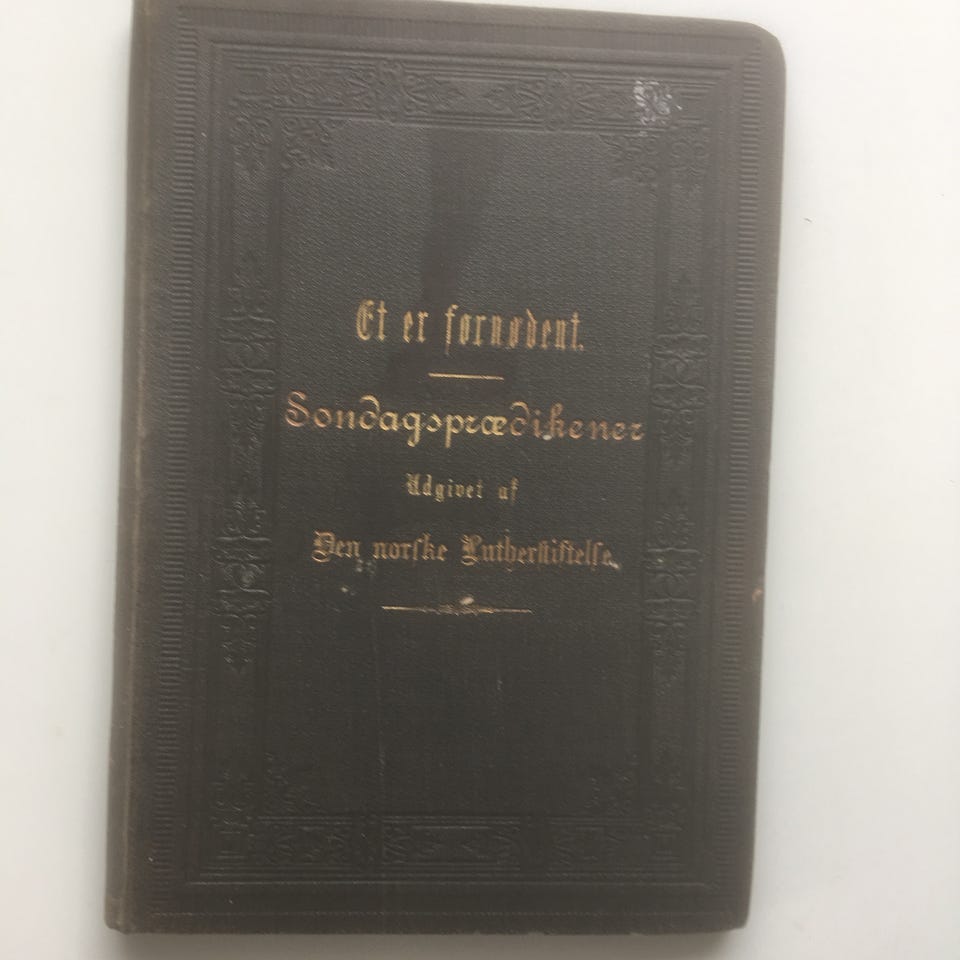 Et er fornødent.
Søndagsprædikener
Udgivet af
Den norske Lutherstiftelse.